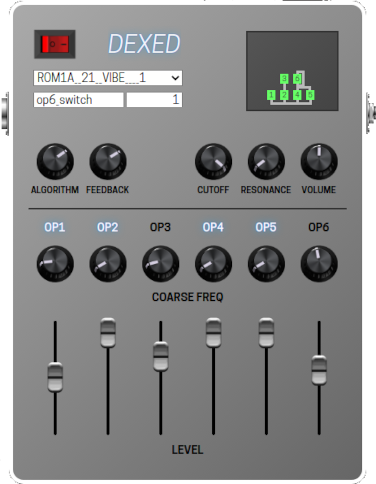 DEXED
ROM1A_21_VIBE___1
op6_switch 1
3 6
1 2 4 5
ALGORITHM FEEDBACK CUTOFF RESONANCE VOLUME
OP1 OP2 OP3 OP4 OP5 OP6
COARSE FREQ
LEVEL